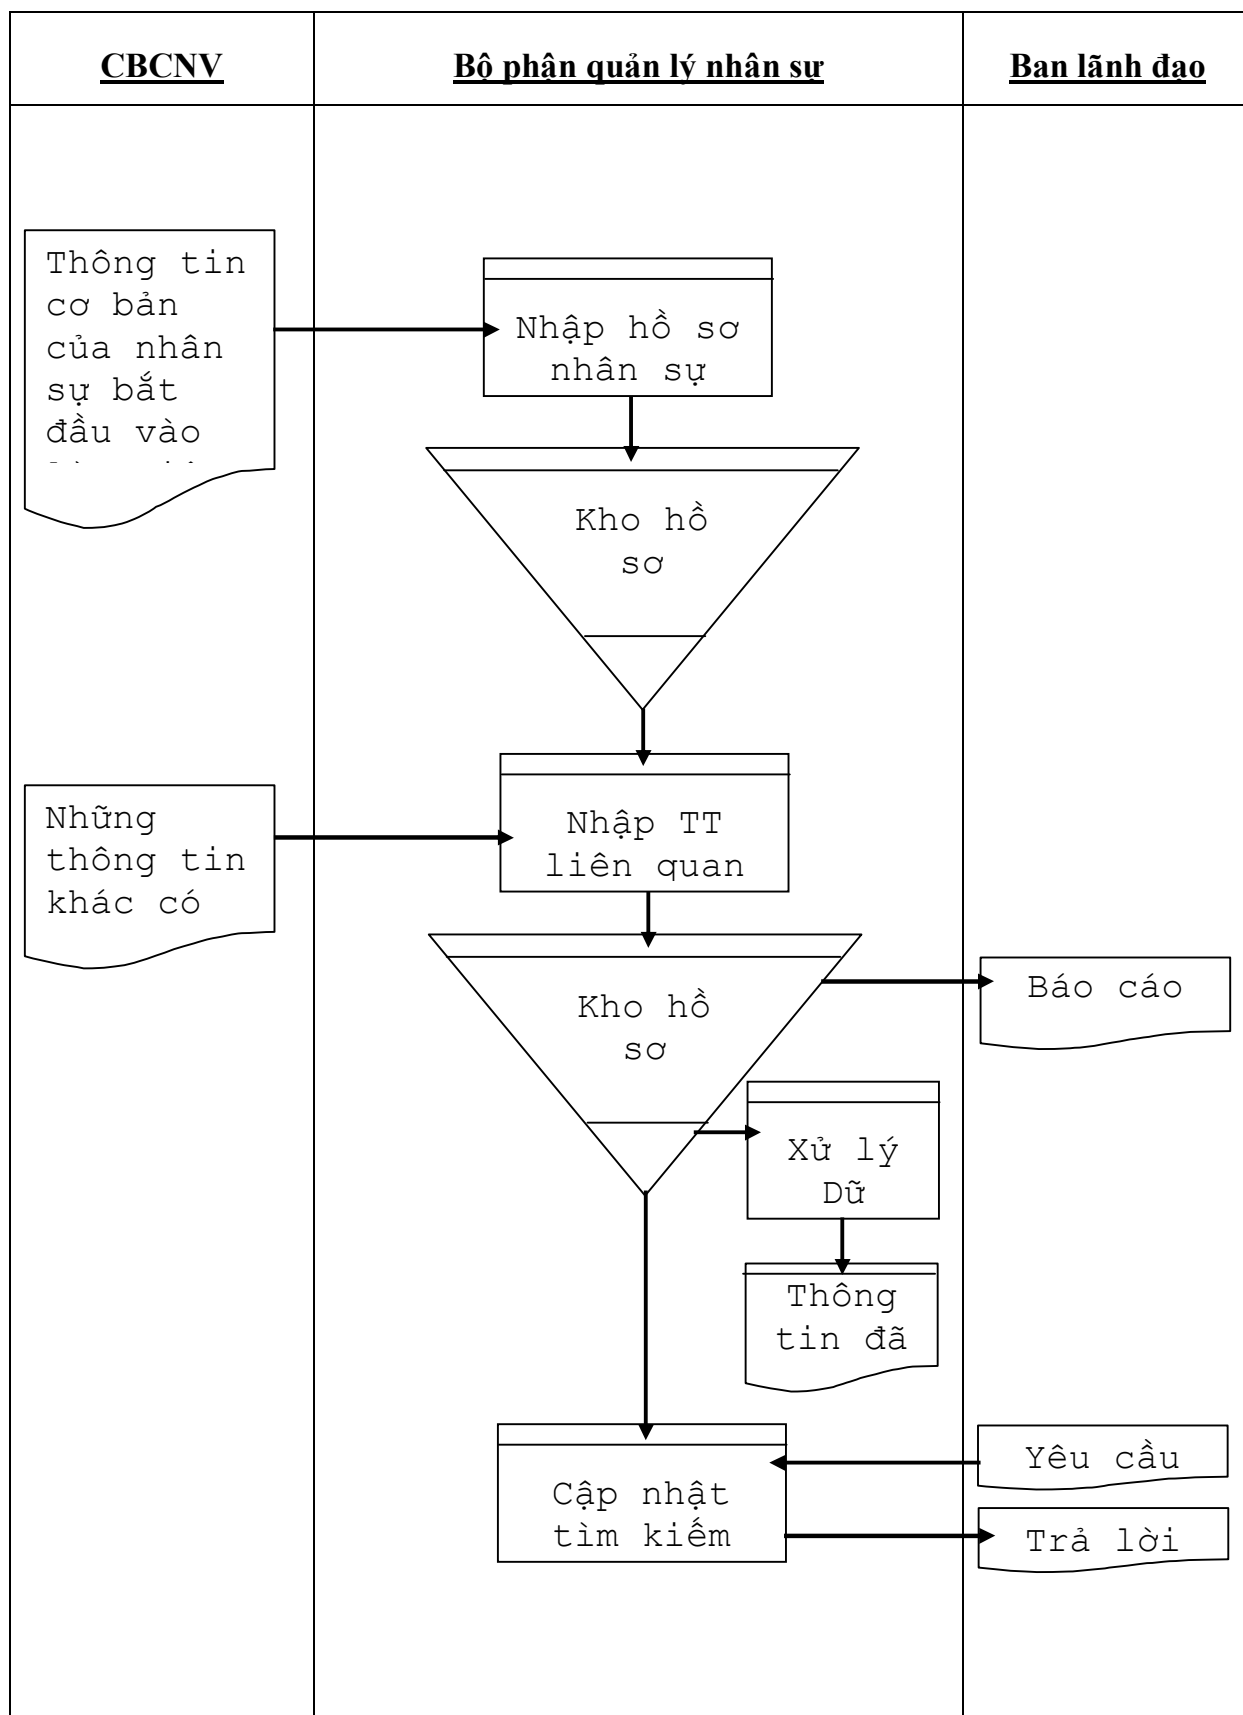 CBCNV
Bộ phận quản lý nhân sự
Ban lãnh đạo
Thông tin
cơ bản
của nhân
sự bắt
đầu vào
Nhập hồ sơ
nhân sự
Kho hồ
sơ
Những
thông tin
khác có
Nhập TT
liên quan
Kho hồ
sơ
Báo cáo
Xử lý
Dữ
Thông
tin đã
Cập nhật
tìm kiếm
Yêu cầu
Trả lời